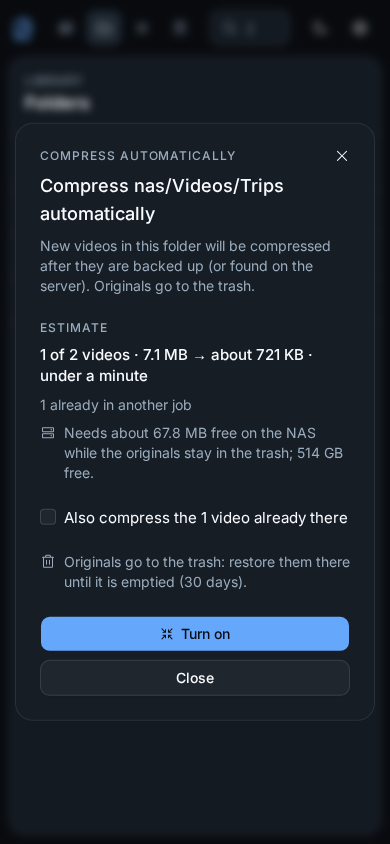 LIBRARY
Folders
COMPRESS AUTOMATICALLY
Compress nas/Videos/Trips
automatically
New videos in this folder will be compressed
after they are backed up (or found on the
server). Originals go to the trash.
ESTIMATE
1 of 2 videos · 7.1 MB → about 721 KB ·
under a minute
1 already in another job
Needs about 67.8 MB free on the NAS
while the originals stay in the trash; 514 GB
free.
Also compress the 1 video already there
Originals go to the trash: restore them there
until it is emptied (30 days).
Turn on
Close